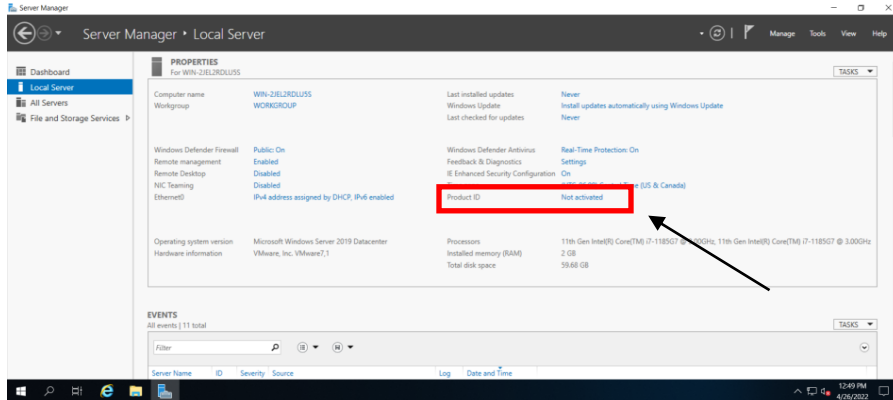 Server Manager
Server Manager • Local Server
Manage Tools View Help
Dashboard
Local Server
All Servers
File and Storage Services
PROPERTIES
For WIN-2JEL2RDLU5S
TASKS
Computer name WIN-2JEL2RDLU5S Last installed updates Never
Workgroup WORKGROUP Windows Update Install updates automatically using Windows Update
Last checked for updates Never
Windows Defender Firewall Public: On Windows Defender Antivirus Real-Time Protection: On
Remote management Enabled Feedback & Diagnostics Settings
Remote Desktop Disabled IE Enhanced Security Configuration On
NIC Teaming Disabled (US & Canada)
Ethernet0 IPv4 address assigned by DHCP, IPv6 enabled Product ID Not activated
Operating system version Microsoft Windows Server 2019 Datacenter Processors 11th Gen Intel(R) Core(TM) i7-1185G7 @ 3.00GHz, 11th Gen Intel(R) Core(TM) i7-1185G7 @ 3.00GHz
Hardware information VMware, Inc. VMware7,1 Installed memory (RAM) 2 GB
Total disk space 59.68 GB
EVENTS
All events | 11 total
TASKS
Filter
Server Name ID Severity Source Log Date and Time
12:49 PM
4/26/2022